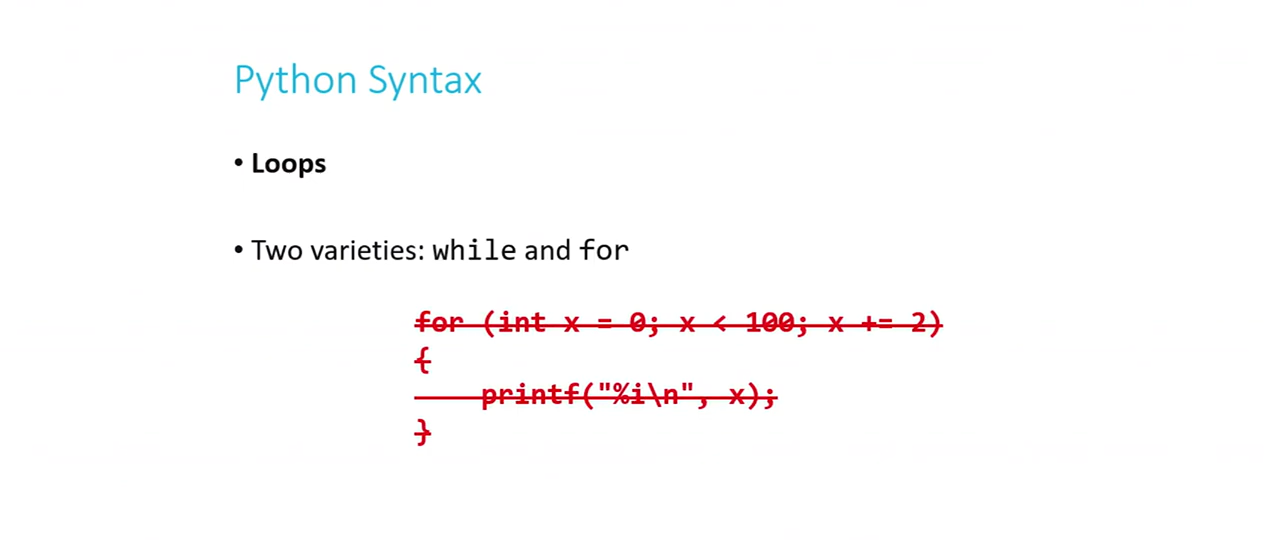 Python Syntax
• Loops
• Two varieties: while and for
for (int x = 0; x < 100; x += 2)
{
    printf("%i\n", x);
}